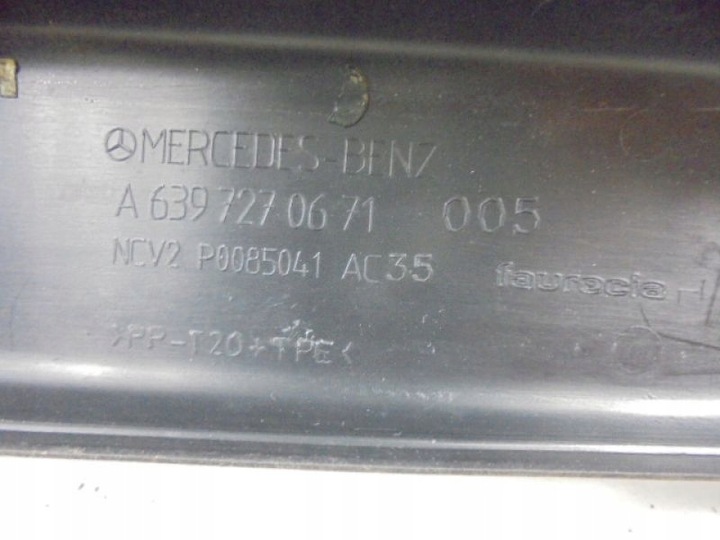 MERCEDES-BENZ
A 639 727 06 71 005
NCV2 P0085041 AC35 faurecia
>PP-T20+TPE<